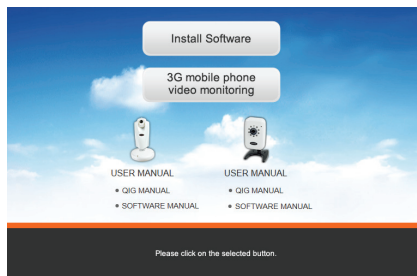 Install Software
3G mobile phone
video monitoring
USER MANUAL
• QIG MANUAL
• SOFTWARE MANUAL
USER MANUAL
• QIG MANUAL
• SOFTWARE MANUAL
Please click on the selected button.